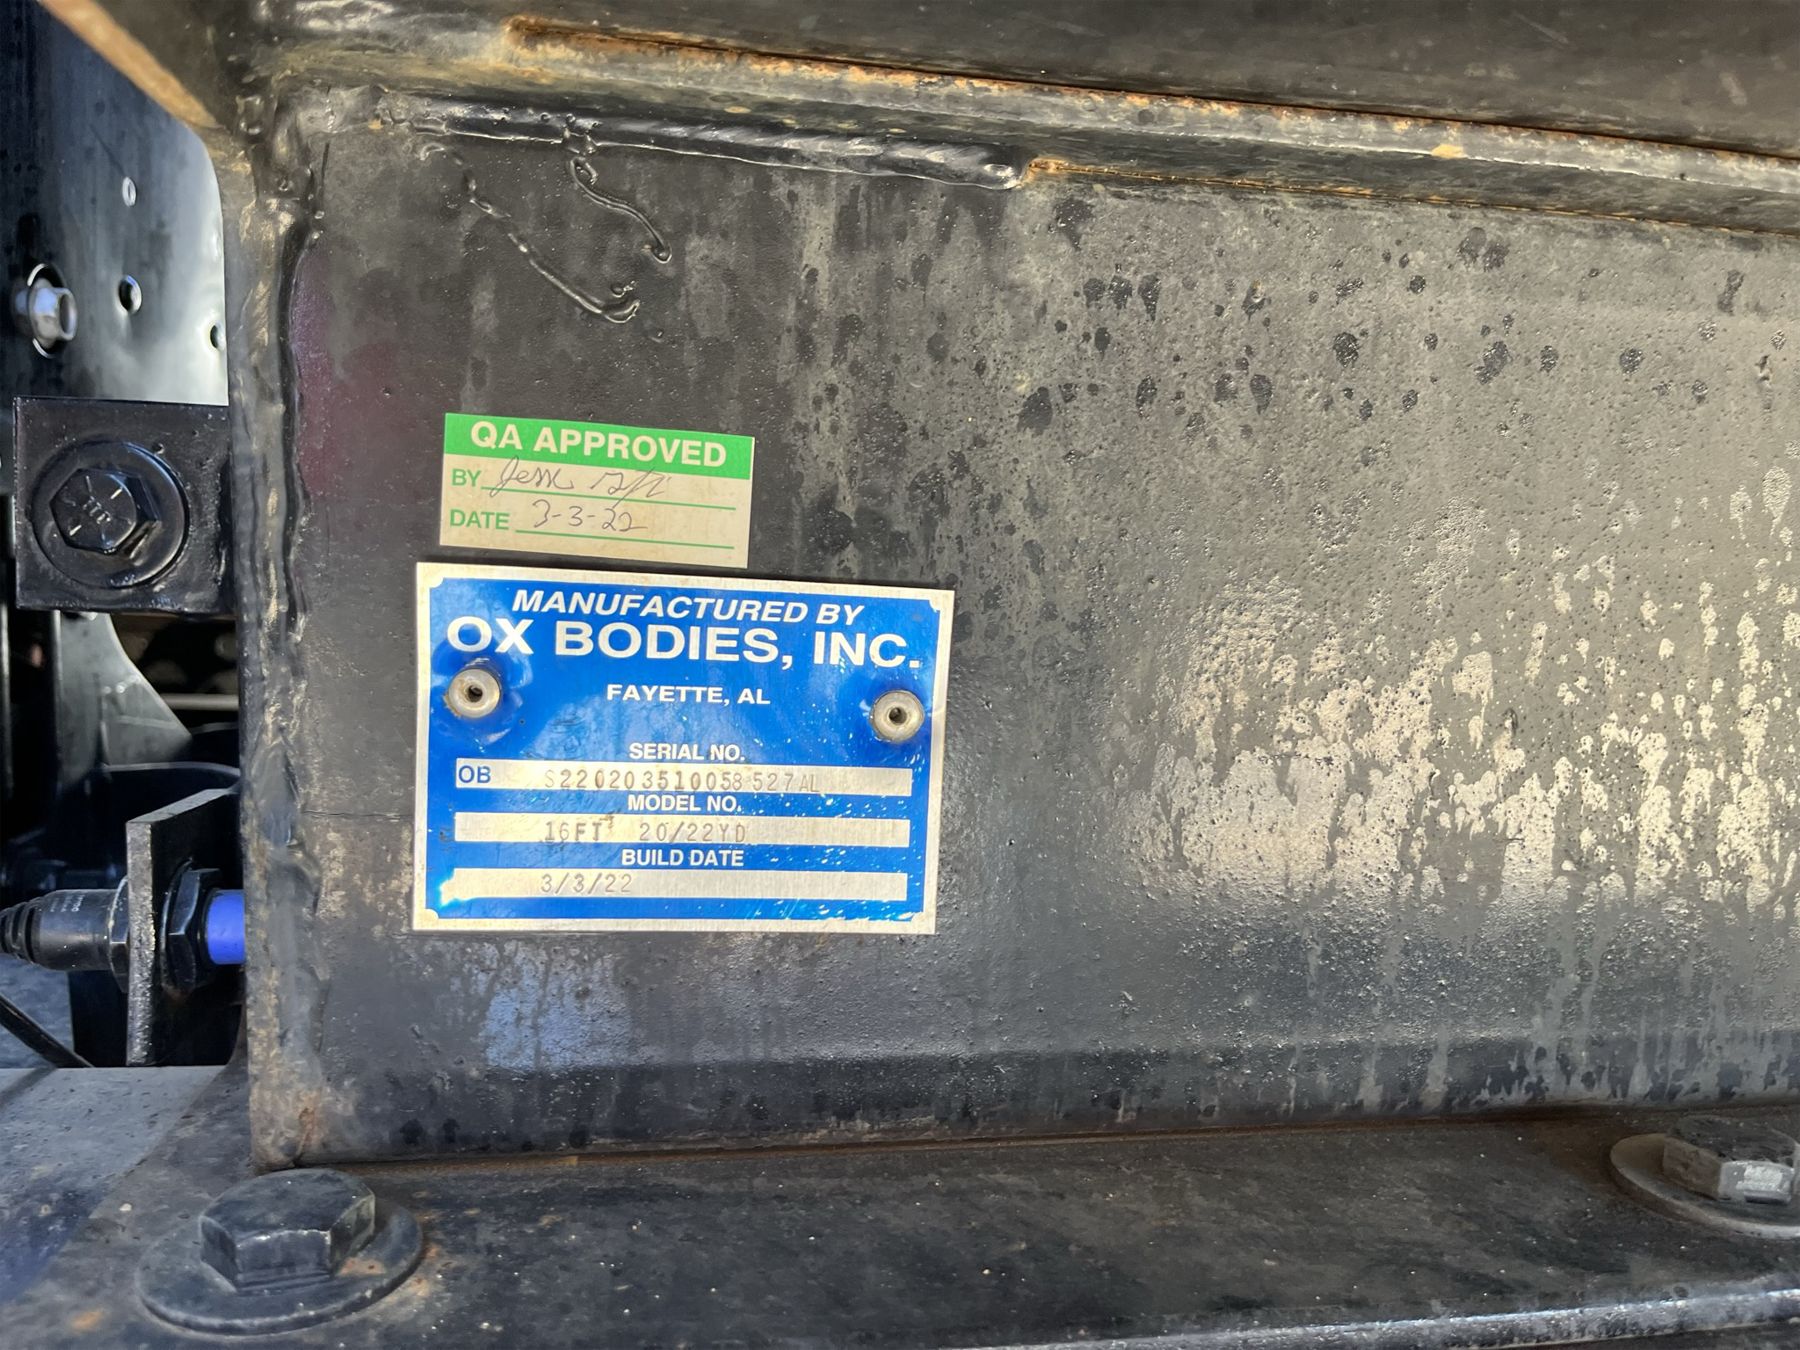 QA APPROVED
BY
DATE 3-3-22
MANUFACTURED BY
OX BODIES, INC.
FAYETTE, AL
SERIAL NO.
OB S220203510058527AL
MODEL NO.
16FT 20/22YD
BUILD DATE
3/3/22